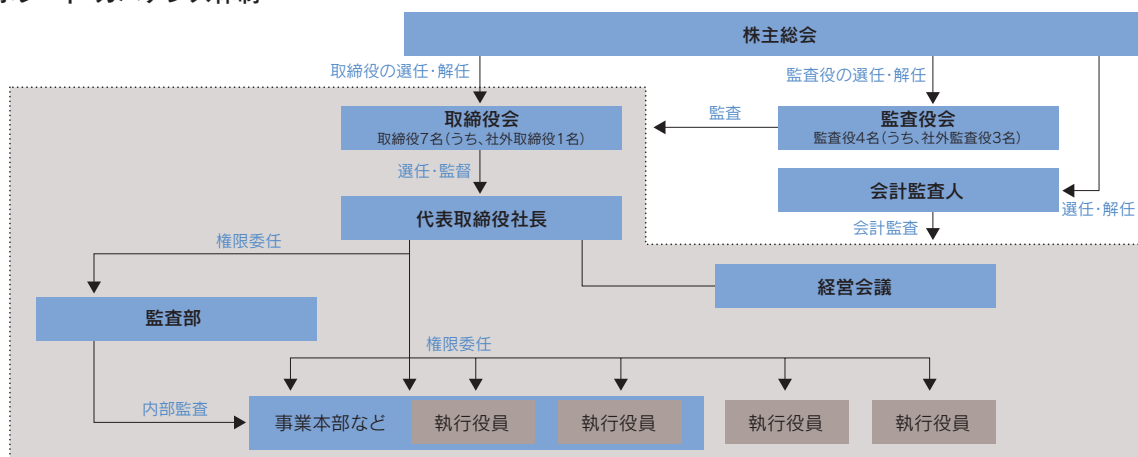 株主総会
取締役の選任・解任
監査役の選任・解任
取締役会
取締役7名(うち、社外取締役1名)
監査
監査役会
監査役4名(うち、社外監査役3名)
選任・監督
会計監査人
代表取締役社長
選任・解任
会計監査
権限委任
経営会議
監査部
権限委任
内部監査
事業本部など
執行役員
執行役員
執行役員
執行役員